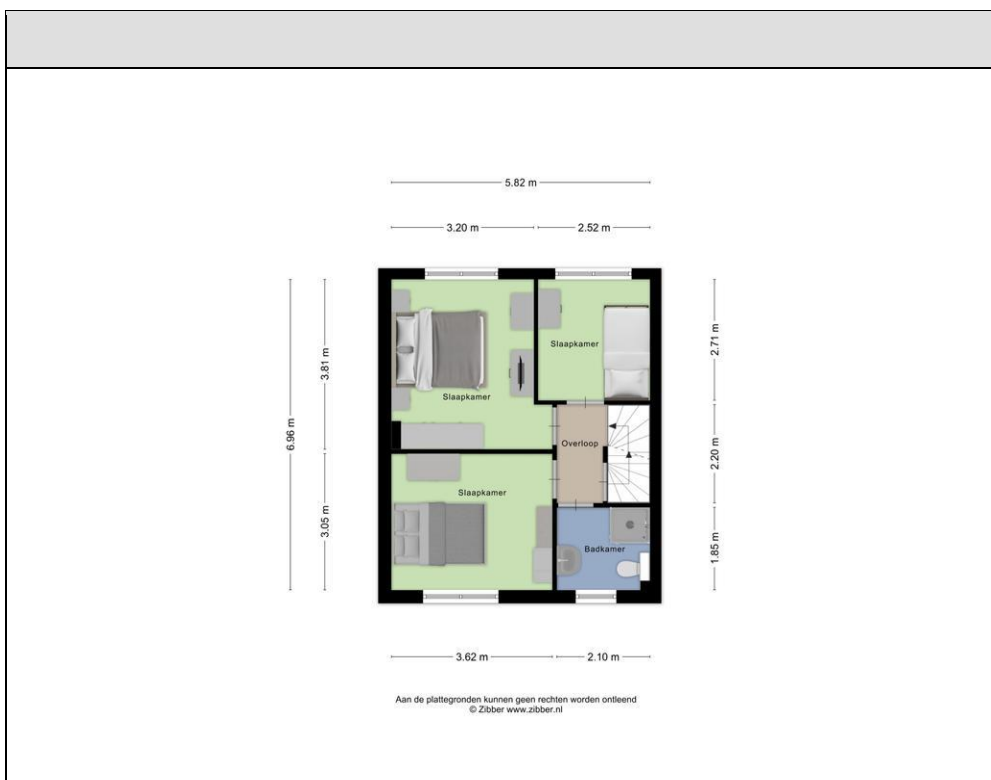 5.82 m
3.20 m
2.52 m
6.96 m
3.81 m
3.05 m
2.71 m
2.20 m
1.85 m
Slaapkamer
Slaapkamer
Overloop
Slaapkamer
Badkamer
3.62 m
2.10 m
Aan de plattegronden kunnen geen rechten worden ontleend
© Zibber www.zibber.nl